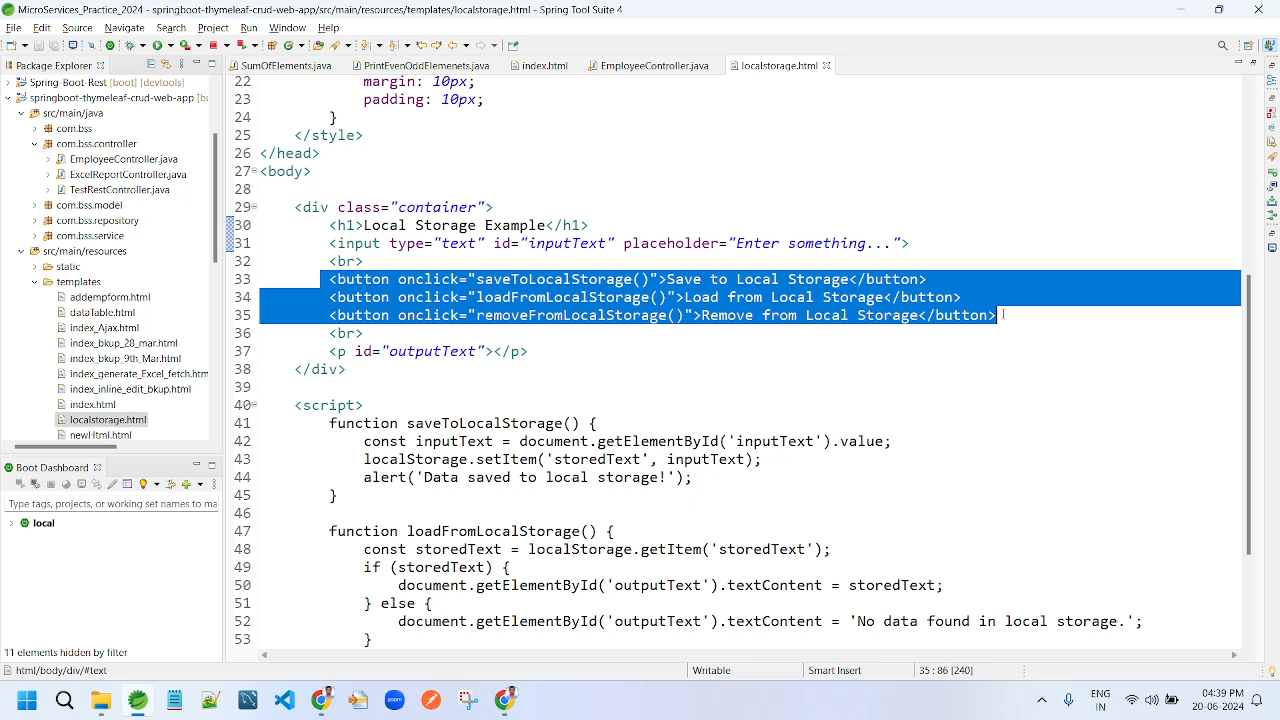 MicroServices_Practice_2024 - springboot-thymeleaf-crud-web-app/src/main/resources/templates/localstorage.html - Spring Tool Suite 4
File Edit Source Navigate Search Project Run Window Help
Package Explorer
SumOfElements.java PrintEvenOddElemenets.java index.html EmployeeController.java localstorage.html
Spring-Boot-Rest [boot] [devtools]
springboot-thymeleaf-crud-web-app [bo
src/main/java
com.bss
com.bss.controller
EmployeeController.java
ExcelReportController.java
TestRestController.java
com.bss.model
com.bss.repository
com.bss.service
src/main/resources
static
templates
addempform.html
dataTable.html
index_Ajax.html
index_bkup_28_mar.html
index_bkup_9th_Mar.html
index_generate_Excel_fetch.htm
index_inline_edit_bkup.html
index.html
localstorage.html
newHtml.html
22 margin: 10px;
23 padding: 10px;
24 }
25 </style>
26 </head>
27 <body>
28
29 <div class="container">
30 <h1>Local Storage Example</h1>
31 <input type="text" id="inputText" placeholder="Enter something...">
32 <br>
33 <button onclick="saveToLocalStorage()">Save to Local Storage</button>
34 <button onclick="loadFromLocalStorage()">Load from Local Storage</button>
35 <button onclick="removeFromLocalStorage()">Remove from Local Storage</button>
36 <br>
37 <p id="outputText"></p>
38 </div>
39
40 <script>
41 function saveToLocalStorage() {
42 const inputText = document.getElementById('inputText').value;
43 localStorage.setItem('storedText', inputText);
44 alert('Data saved to local storage!');
45 }
46
47 function loadFromLocalStorage() {
48 const storedText = localStorage.getItem('storedText');
49 if (storedText) {
50 document.getElementById('outputText').textContent = storedText;
51 } else {
52 document.getElementById('outputText').textContent = 'No data found in local storage.';
53 }
Boot Dashboard
Type tags, projects, or working set names to ma
local
11 elements hidden by filter
html/body/div/#text Writable Smart Insert 35 : 86 [240]
zoom
ENG
IN
04:39 PM
20-06-2024